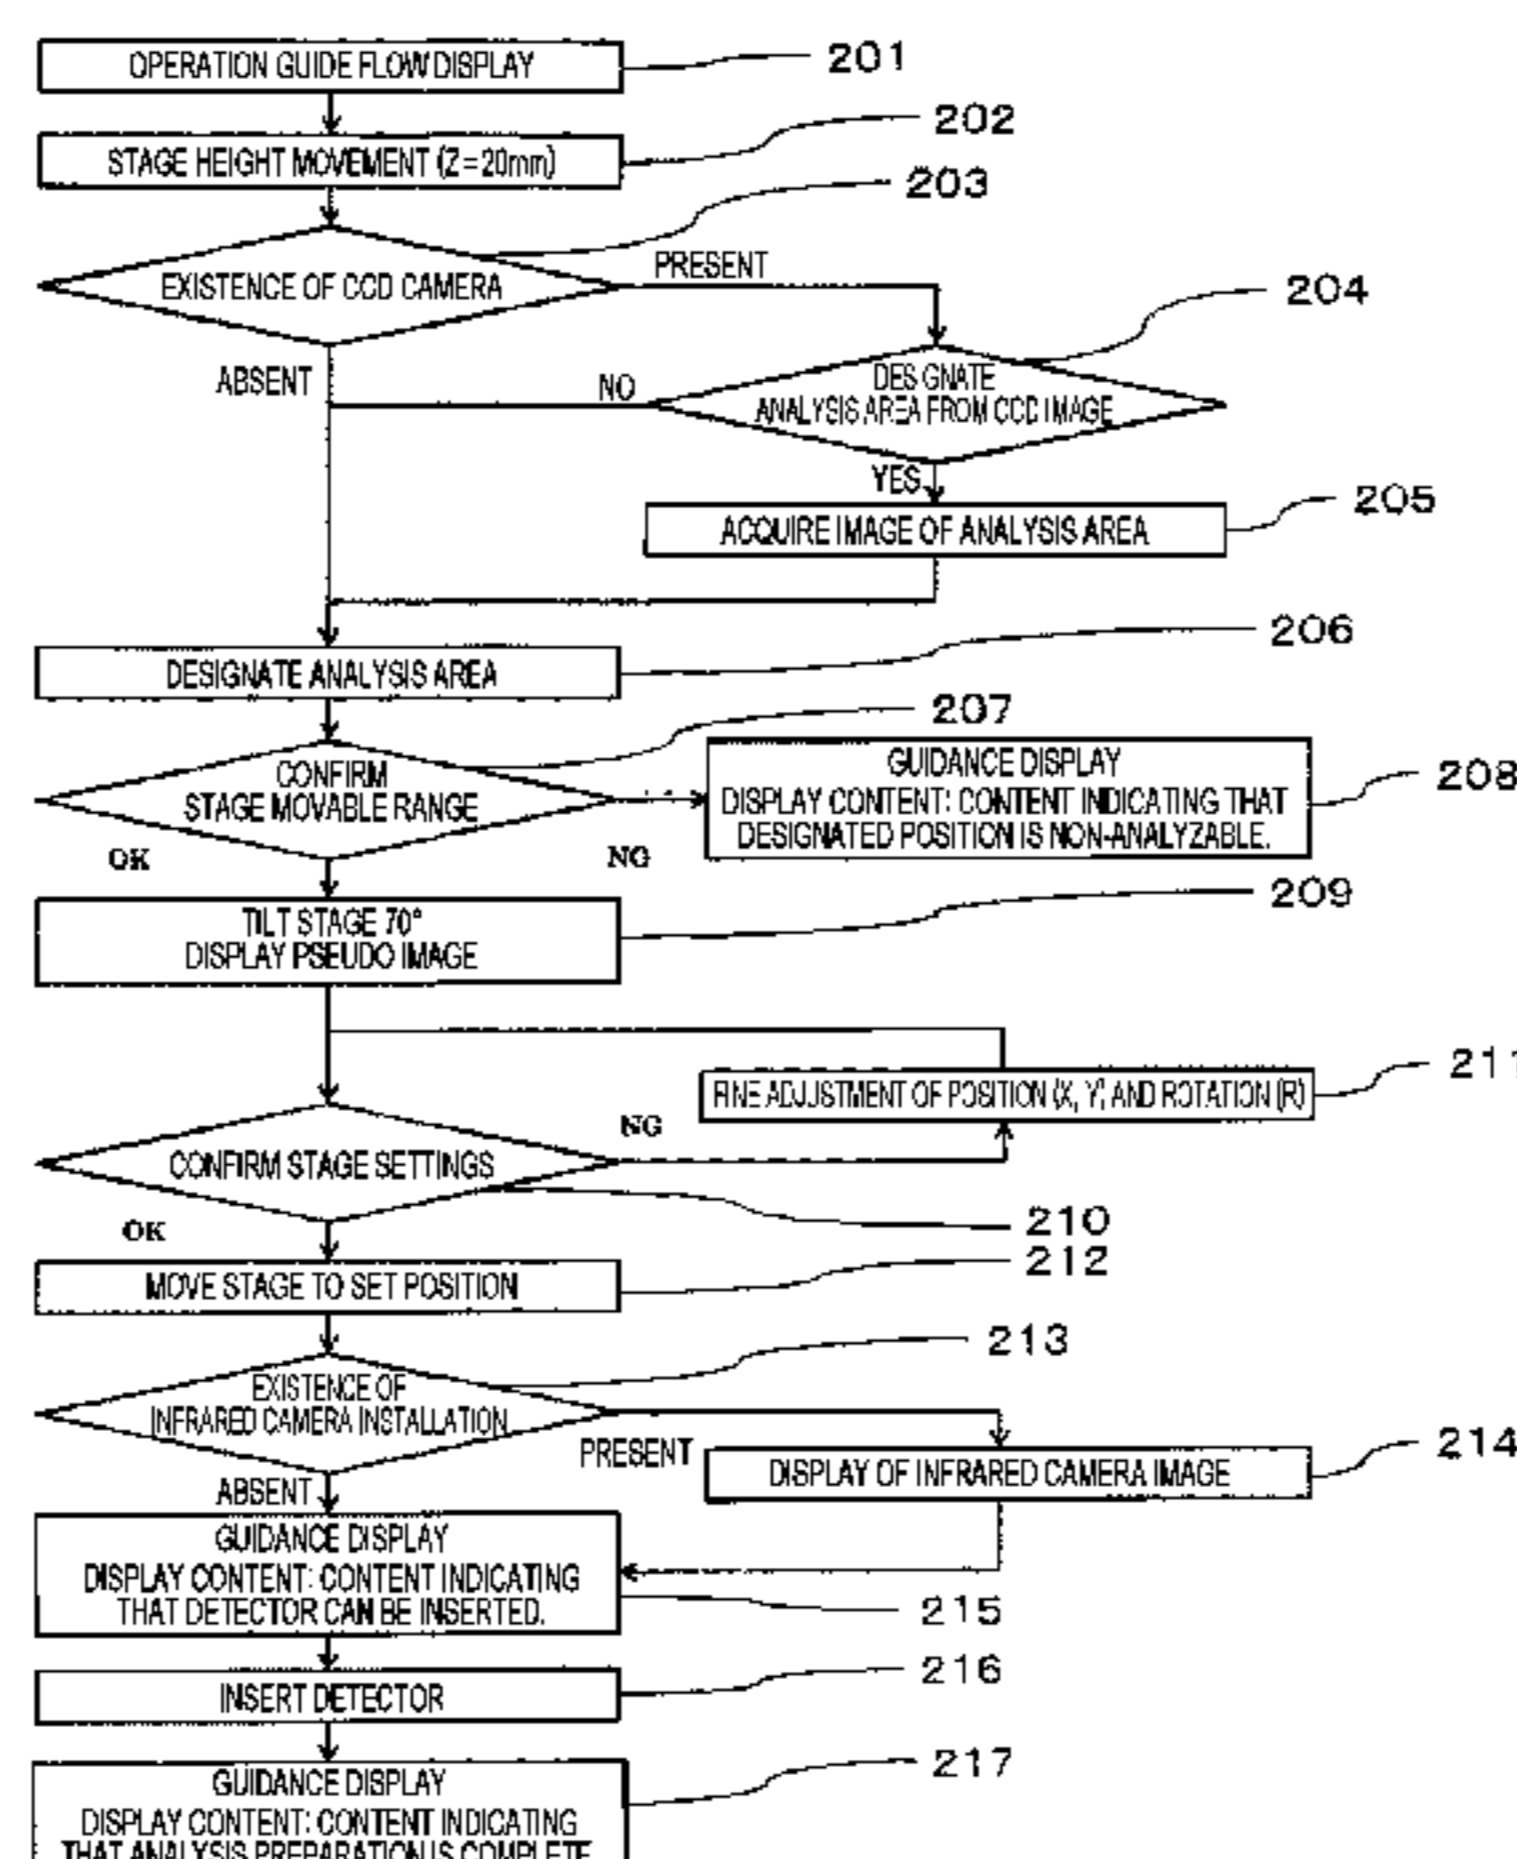 OPERATION GUIDE FLOW DISPLAY
201
STAGE HEIGHT MOVEMENT (Z=20mm)
202
203
EXISTENCE OF CCD CAMERA
PRESENT
ABSENT
204
DESIGNATE
ANALYSIS AREA FROM CCD IMAGE
NO
YES
205
ACQUIRE IMAGE OF ANALYSIS AREA
206
DESIGNATE ANALYSIS AREA
207
CONFIRM
STAGE MOVABLE RANGE
OK
NG
GUIDANCE DISPLAY
DISPLAY CONTENT: CONTENT INDICATING THAT
DESIGNATED POSITION IS NON-ANALYZABLE.
208
209
TILT STAGE 70°
DISPLAY PSEUDO IMAGE
211
FINE ADJUSTMENT OF POSITION (X, Y) AND ROTATION (R)
NG
CONFIRM STAGE SETTINGS
210
OK
212
MOVE STAGE TO SET POSITION
213
EXISTENCE OF
INFRARED CAMERA INSTALLATION
PRESENT
214
DISPLAY OF INFRARED CAMERA IMAGE
ABSENT
GUIDANCE DISPLAY
DISPLAY CONTENT: CONTENT INDICATING
THAT DETECTOR CAN BE INSERTED.
215
216
INSERT DETECTOR
217
GUIDANCE DISPLAY
DISPLAY CONTENT: CONTENT INDICATING
THAT ANALYSIS PREPARATION IS COMPLETE